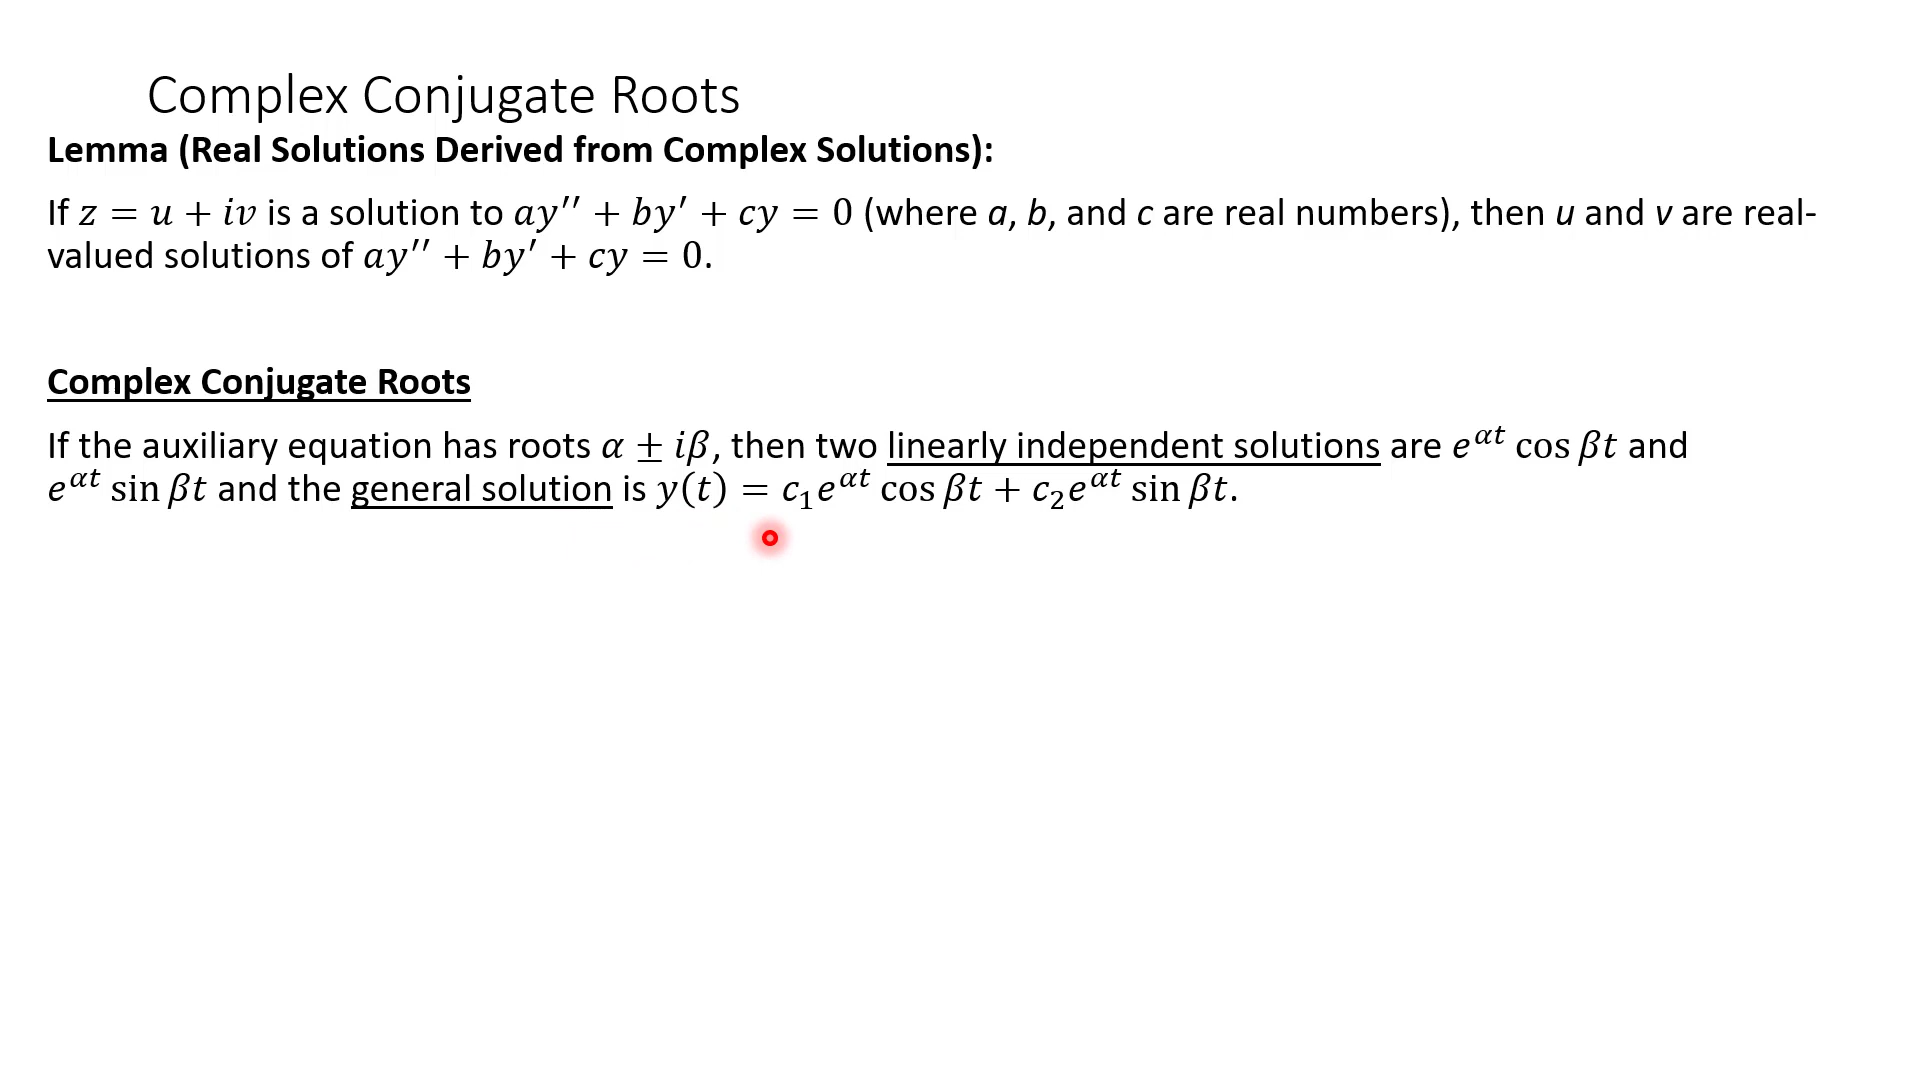 Complex Conjugate Roots
Lemma (Real Solutions Derived from Complex Solutions):
If z = u + iv is a solution to ay′′ + by′ + cy = 0 (where a, b, and c are real numbers), then u and v are real-
valued solutions of ay′′ + by′ + cy = 0.
Complex Conjugate Roots
If the auxiliary equation has roots α ± iβ, then two linearly independent solutions are e^{αt} cos βt and
e^{αt} sin βt and the general solution is y(t) = c₁e^{αt} cos βt + c₂e^{αt} sin βt.